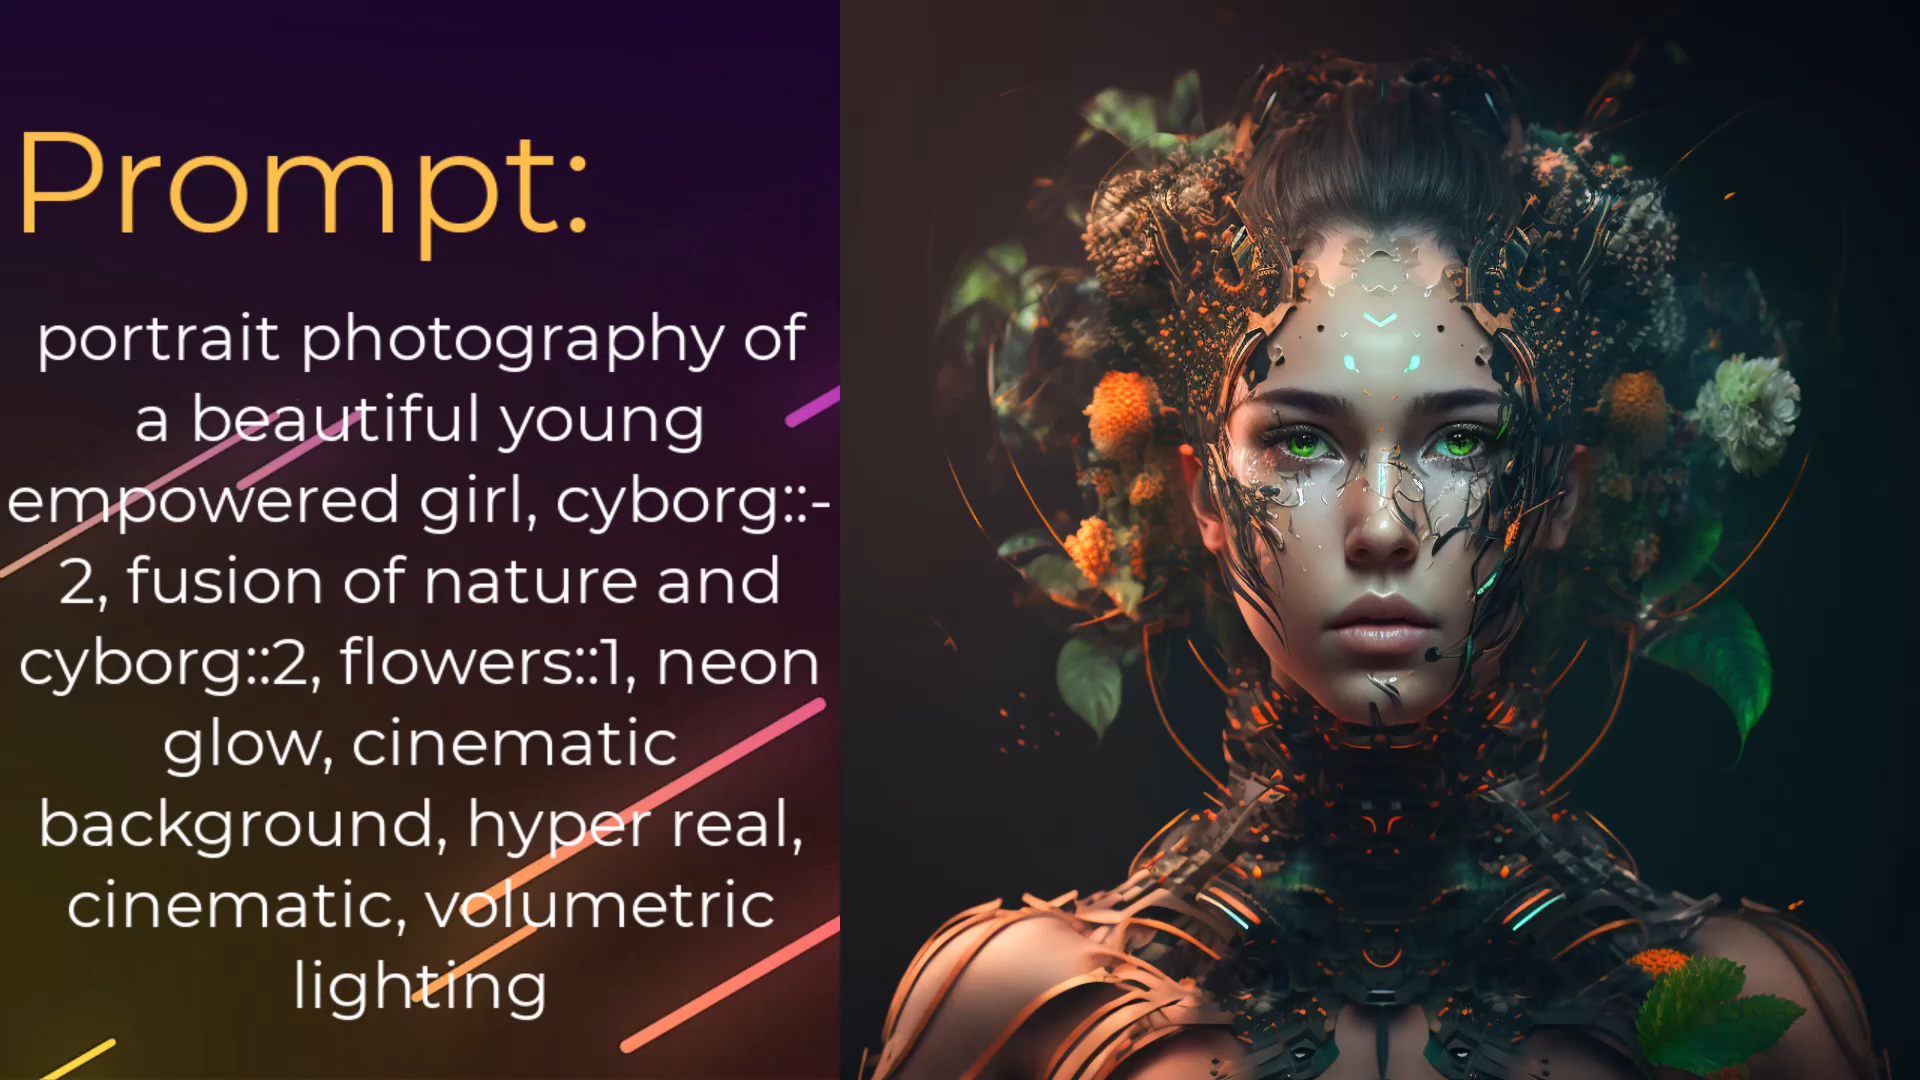 Prompt:
portrait photography of
a beautiful young
empowered girl, cyborg::-
2, fusion of nature and
cyborg::2, flowers::1, neon
glow, cinematic
background, hyper real,
cinematic, volumetric
lighting